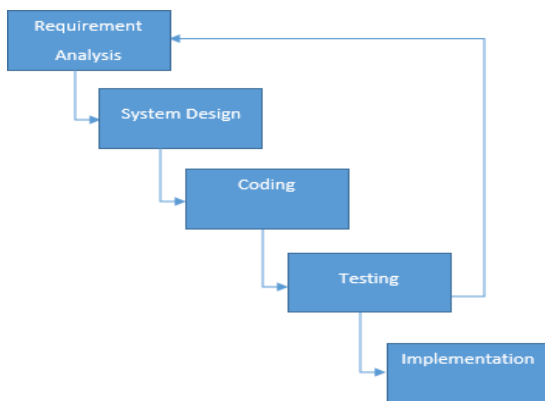 Requirement
Analysis
System Design
Coding
Testing
Implementation